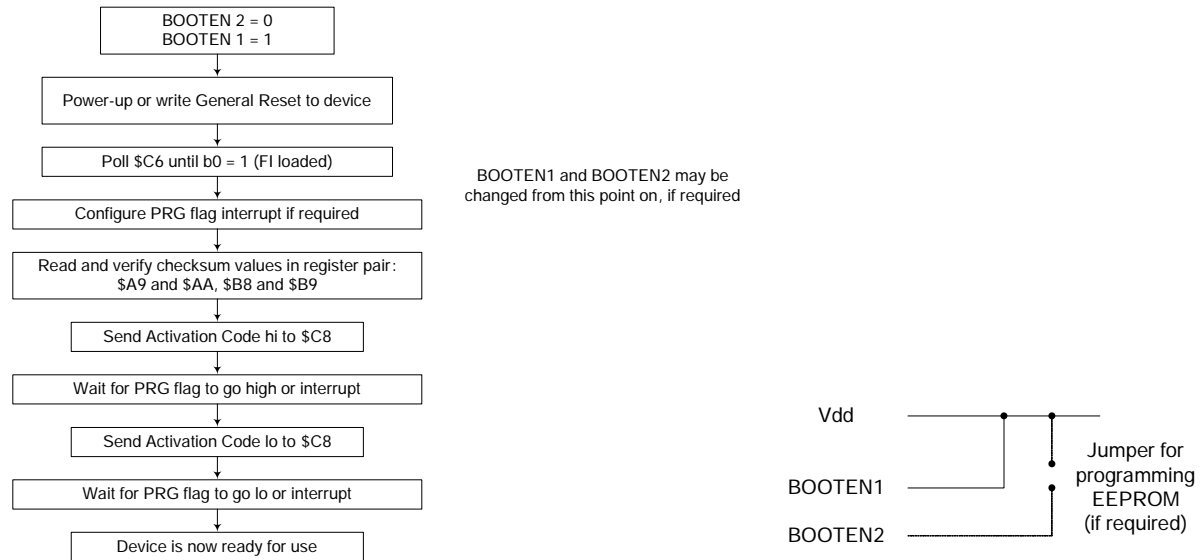 BOOTEN 2 = 0
BOOTEN 1 = 1
Power-up or write General Reset to device
Poll $C6 until b0 = 1 (FI loaded)
BOOTEN1 and BOOTEN2 may be
changed from this point on, if required
Configure PRG flag interrupt if required
Read and verify checksum values in register pair:
$A9 and $AA, $B8 and $B9
Send Activation Code hi to $C8
Wait for PRG flag to go high or interrupt
Send Activation Code lo to $C8
Wait for PRG flag to go lo or interrupt
Device is now ready for use
Vdd
BOOTEN1
BOOTEN2
Jumper for
programming
EEPROM
(if required)